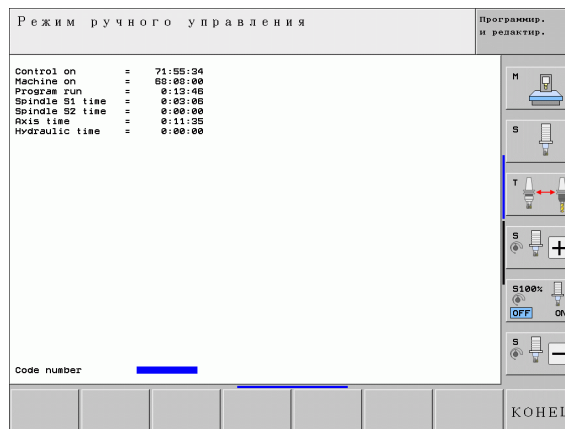 Режим ручного управления
Программир.
и редактир.
Control on = 71:55:34
Machine on = 68:08:00
Program run = 0:13:46
Spindle S1 time = 0:03:06
Spindle S2 time = 0:00:00
Axis time = 0:11:35
Hydraulic time = 0:00:00
M
S
T
S
S100%
OFF ON
S
Code number
КОНЕЦ